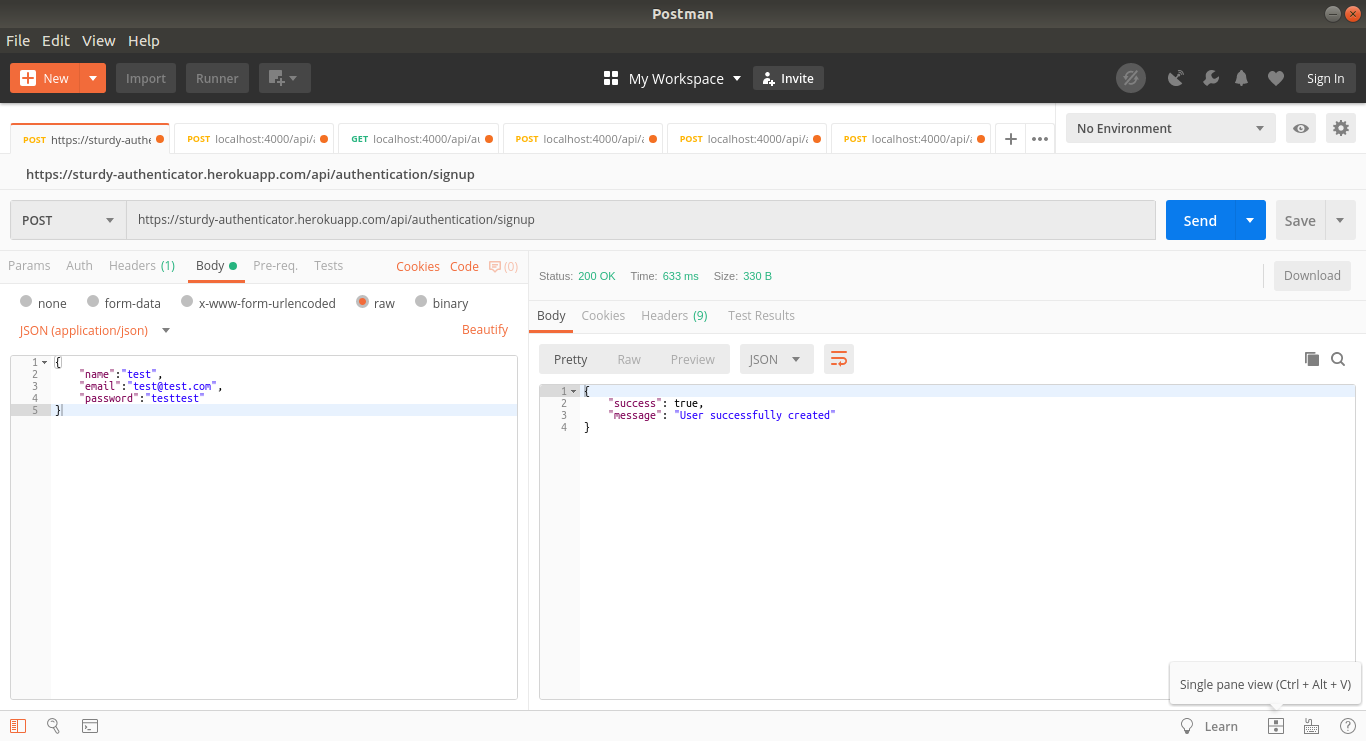 Postman
File Edit View Help
New Import Runner My Workspace Invite Sign In
POST https://sturdy-authe POST localhost:4000/api/a GET localhost:4000/api/au POST localhost:4000/api/a POST localhost:4000/api/a POST localhost:4000/api/a No Environment
https://sturdy-authenticator.herokuapp.com/api/authentication/signup
POST https://sturdy-authenticator.herokuapp.com/api/authentication/signup Send Save
Params Auth Headers (1) Body Pre-req. Tests Cookies Code (0)
Status: 200 OK Time: 633 ms Size: 330 B Download
none form-data x-www-form-urlencoded raw binary
JSON (application/json) Beautify
Body Cookies Headers (9) Test Results
Pretty Raw Preview JSON
1 {
2 "name":"test",
3 "email":"test@test.com",
4 "password":"testtest"
5 }
1 {
2 "success": true,
3 "message": "User successfully created"
4 }
Single pane view (Ctrl + Alt + V)
Learn